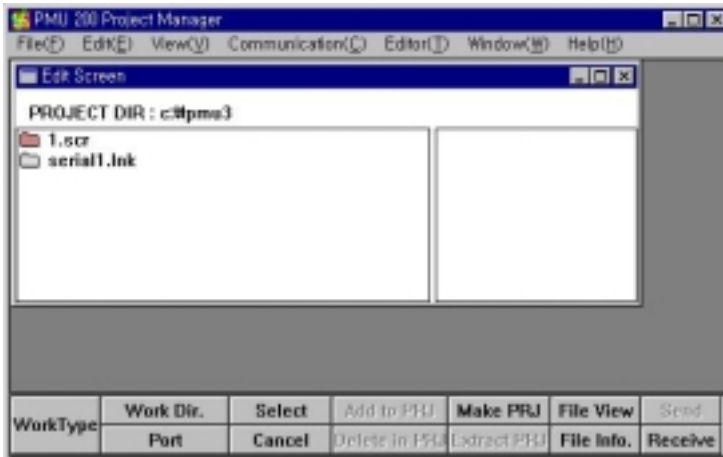 PMU 200 Project Manager
File(F) Edit(E) View(V) Communication(C) Editor(T) Window(W) Help(H)
Edit Screen
PROJECT DIR : c:₩pmu3
1.scr
serial1.lnk
WorkType Work Dir. Select Add to PRJ Make PRJ File View Send
Port Cancel Delete in PRJ Extract PRJ File Info. Receive